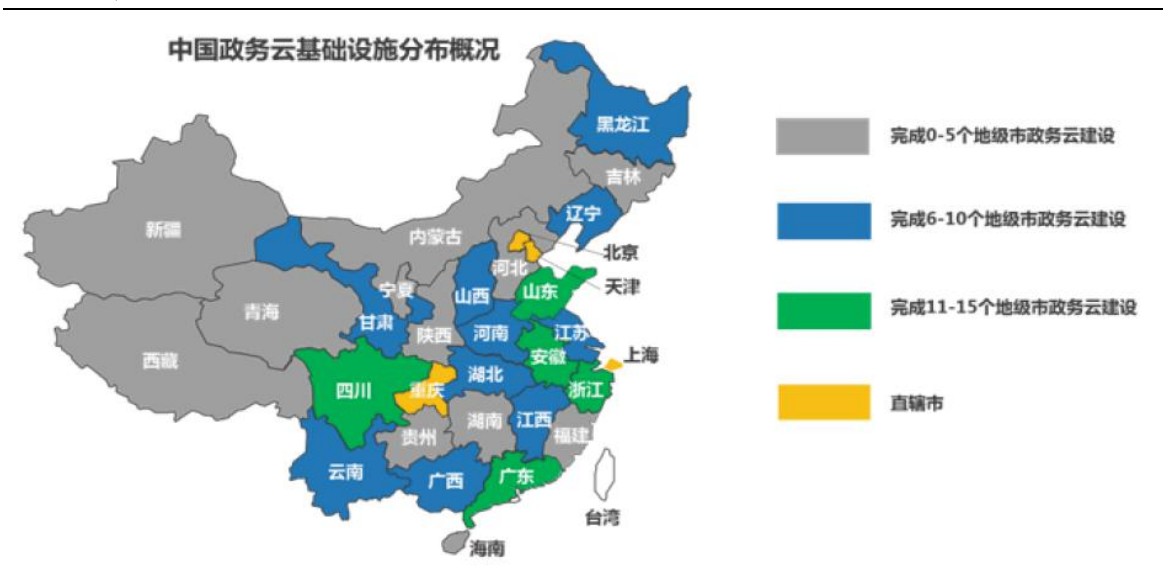 中国政务云基础设施分布概况
黑龙江
完成0-5个地级市政务云建设
吉林
辽宁
完成6-10个地级市政务云建设
新疆
内蒙古
北京
河北
天津
宁夏
山西
山东
完成11-15个地级市政务云建设
青海
甘肃
陕西
河南
江苏
西藏
安徽
上海
四川
重庆
湖北
浙江
直辖市
贵州
湖南
江西
福建
云南
广西
广东
台湾
海南